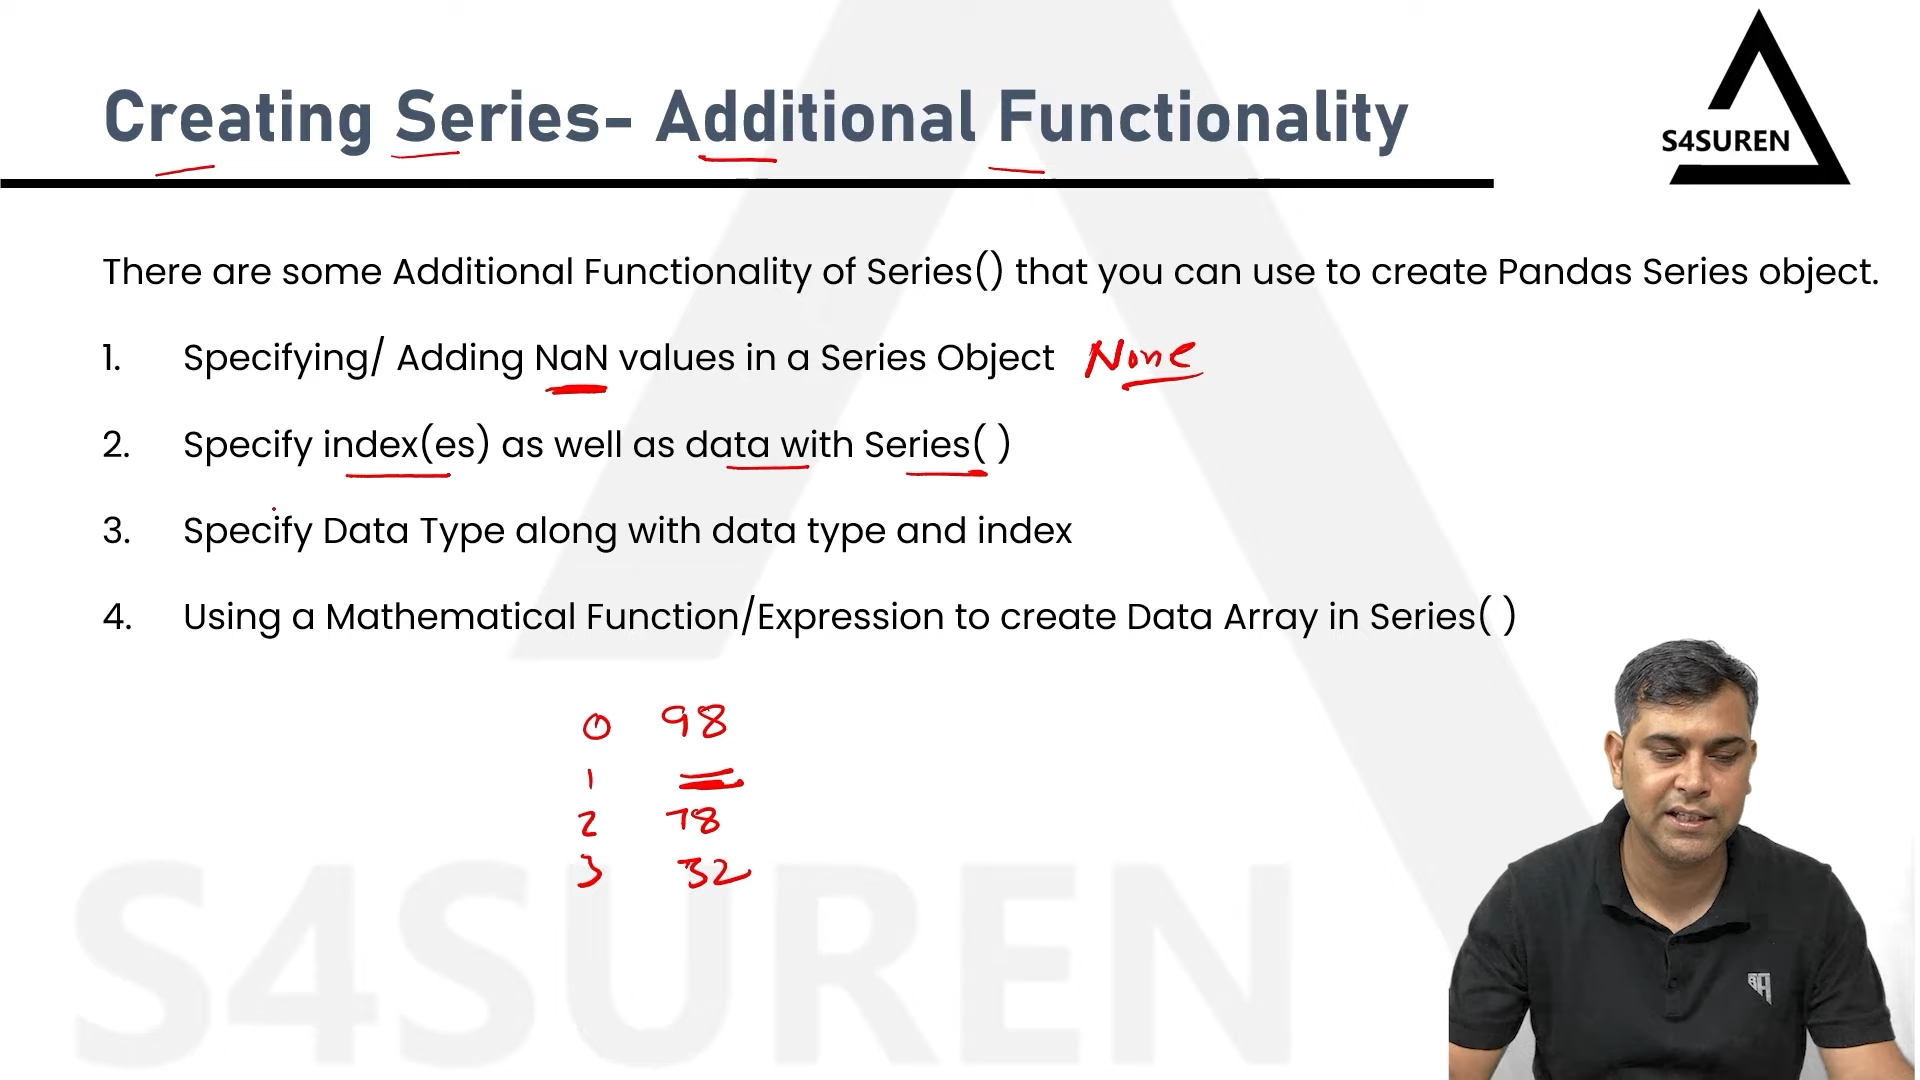 Creating Series- Additional Functionality
S4SUREN
There are some Additional Functionality of Series() that you can use to create Pandas Series object.
1. Specifying/ Adding NaN values in a Series Object None
2. Specify index(es) as well as data with Series( )
3. Specify Data Type along with data type and index
4. Using a Mathematical Function/Expression to create Data Array in Series( )
0 98
1
2 78
3 32
S4SUREN